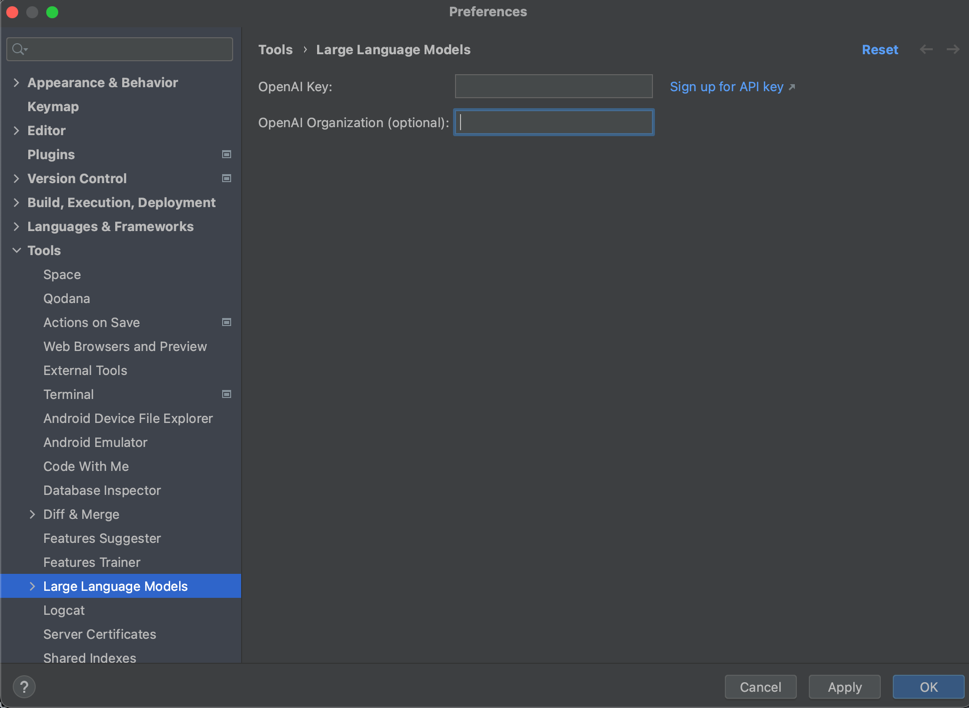 Preferences
Appearance & Behavior
Keymap
Editor
Plugins
Version Control
Build, Execution, Deployment
Languages & Frameworks
Tools
Space
Qodana
Actions on Save
Web Browsers and Preview
External Tools
Terminal
Android Device File Explorer
Android Emulator
Code With Me
Database Inspector
Diff & Merge
Features Suggester
Features Trainer
Large Language Models
Logcat
Server Certificates
Shared Indexes
Tools › Large Language Models Reset
OpenAI Key: Sign up for API key ↗
OpenAI Organization (optional):
? Cancel Apply OK